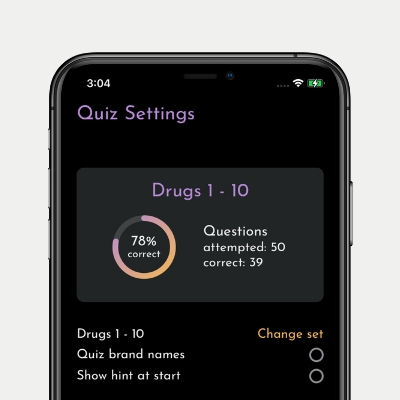 3:04
Quiz Settings
Drugs 1 - 10
78%
correct
Questions
attempted: 50
correct: 39
Drugs 1 - 10 Change set
Quiz brand names
Show hint at start